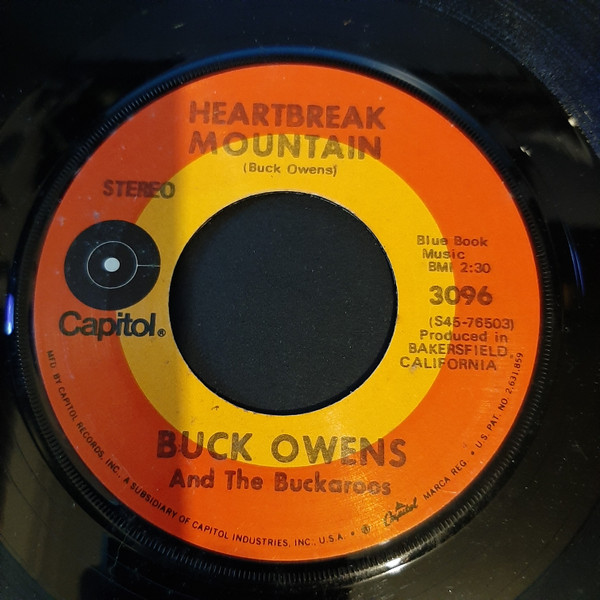 HEARTBREAK
MOUNTAIN
(Buck Owens)
STEREO
Blue Book
Music
BMI 2:30
3096
(S45-76503)
Produced in
BAKERSFIELD,
CALIFORNIA
Capitol®
BUCK OWENS
And The Buckaroos
MFD. BY CAPITOL RECORDS, INC., A SUBSIDIARY OF CAPITOL INDUSTRIES, INC., U.S.A. • ℗ Capitol MARCA REG. • U.S. PAT. NO. 2,631,859